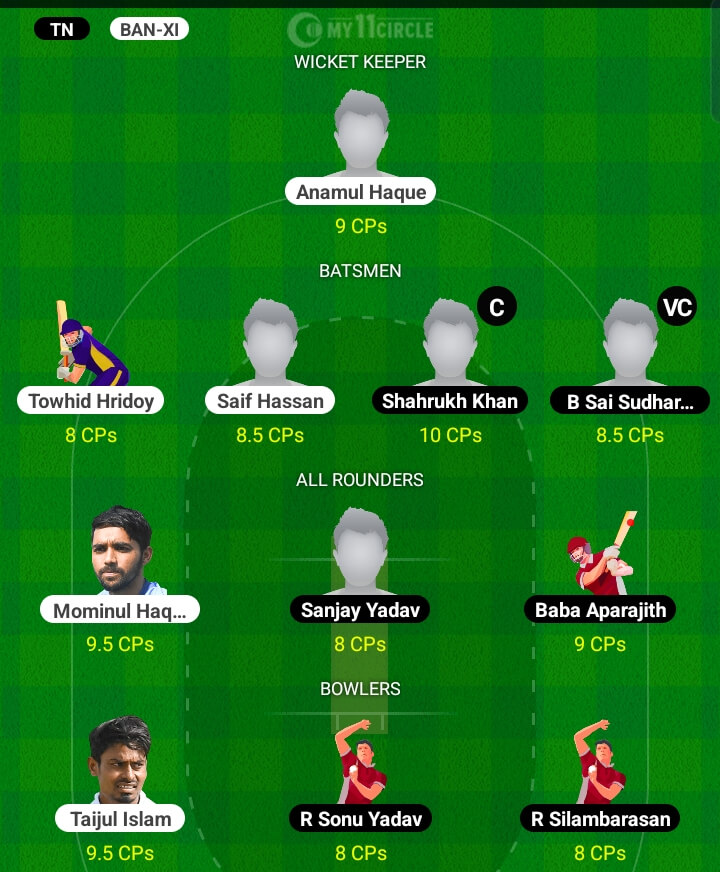 TN BAN-XI MY11CIRCLE
WICKET KEEPER
Anamul Haque
9 CPs
BATSMEN
C VC
Towhid Hridoy Saif Hassan Shahrukh Khan B Sai Sudhar...
8 CPs 8.5 CPs 10 CPs 8.5 CPs
ALL ROUNDERS
Mominul Haq... Sanjay Yadav Baba Aparajith
9.5 CPs 8 CPs 9 CPs
BOWLERS
Taijul Islam R Sonu Yadav R Silambarasan
9.5 CPs 8 CPs 8 CPs